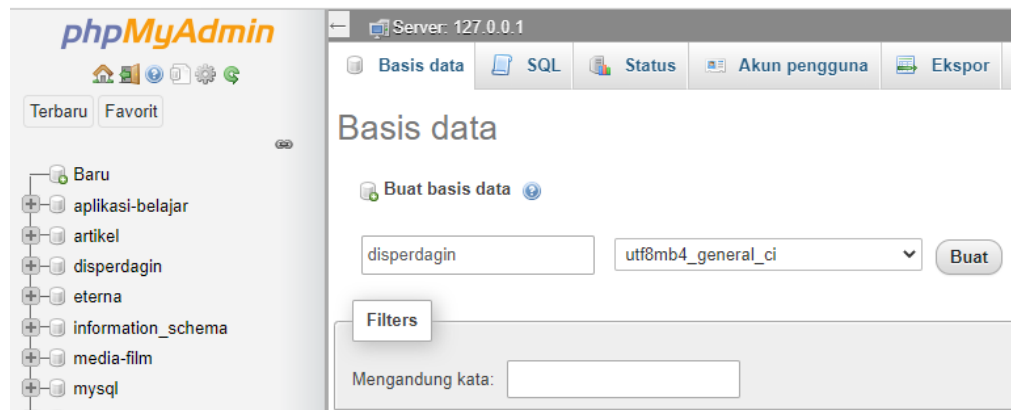 phpMyAdmin
Terbaru Favorit
Baru
aplikasi-belajar
artikel
disperdagin
eterna
information_schema
media-film
mysql
Server: 127.0.0.1
Basis data SQL Status Akun pengguna Ekspor
Basis data
Buat basis data
disperdagin utf8mb4_general_ci Buat
Filters
Mengandung kata: